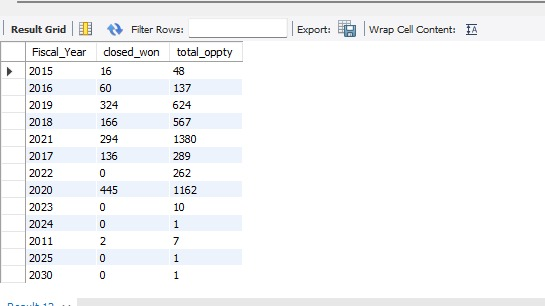 Result Grid Filter Rows: Export: Wrap Cell Content: IA
Fiscal_Year closed_won total_oppty
2015 16 48
2016 60 137
2019 324 624
2018 166 567
2021 294 1380
2017 136 289
2022 0 262
2020 445 1162
2023 0 10
2024 0 1
2011 2 7
2025 0 1
2030 0 1